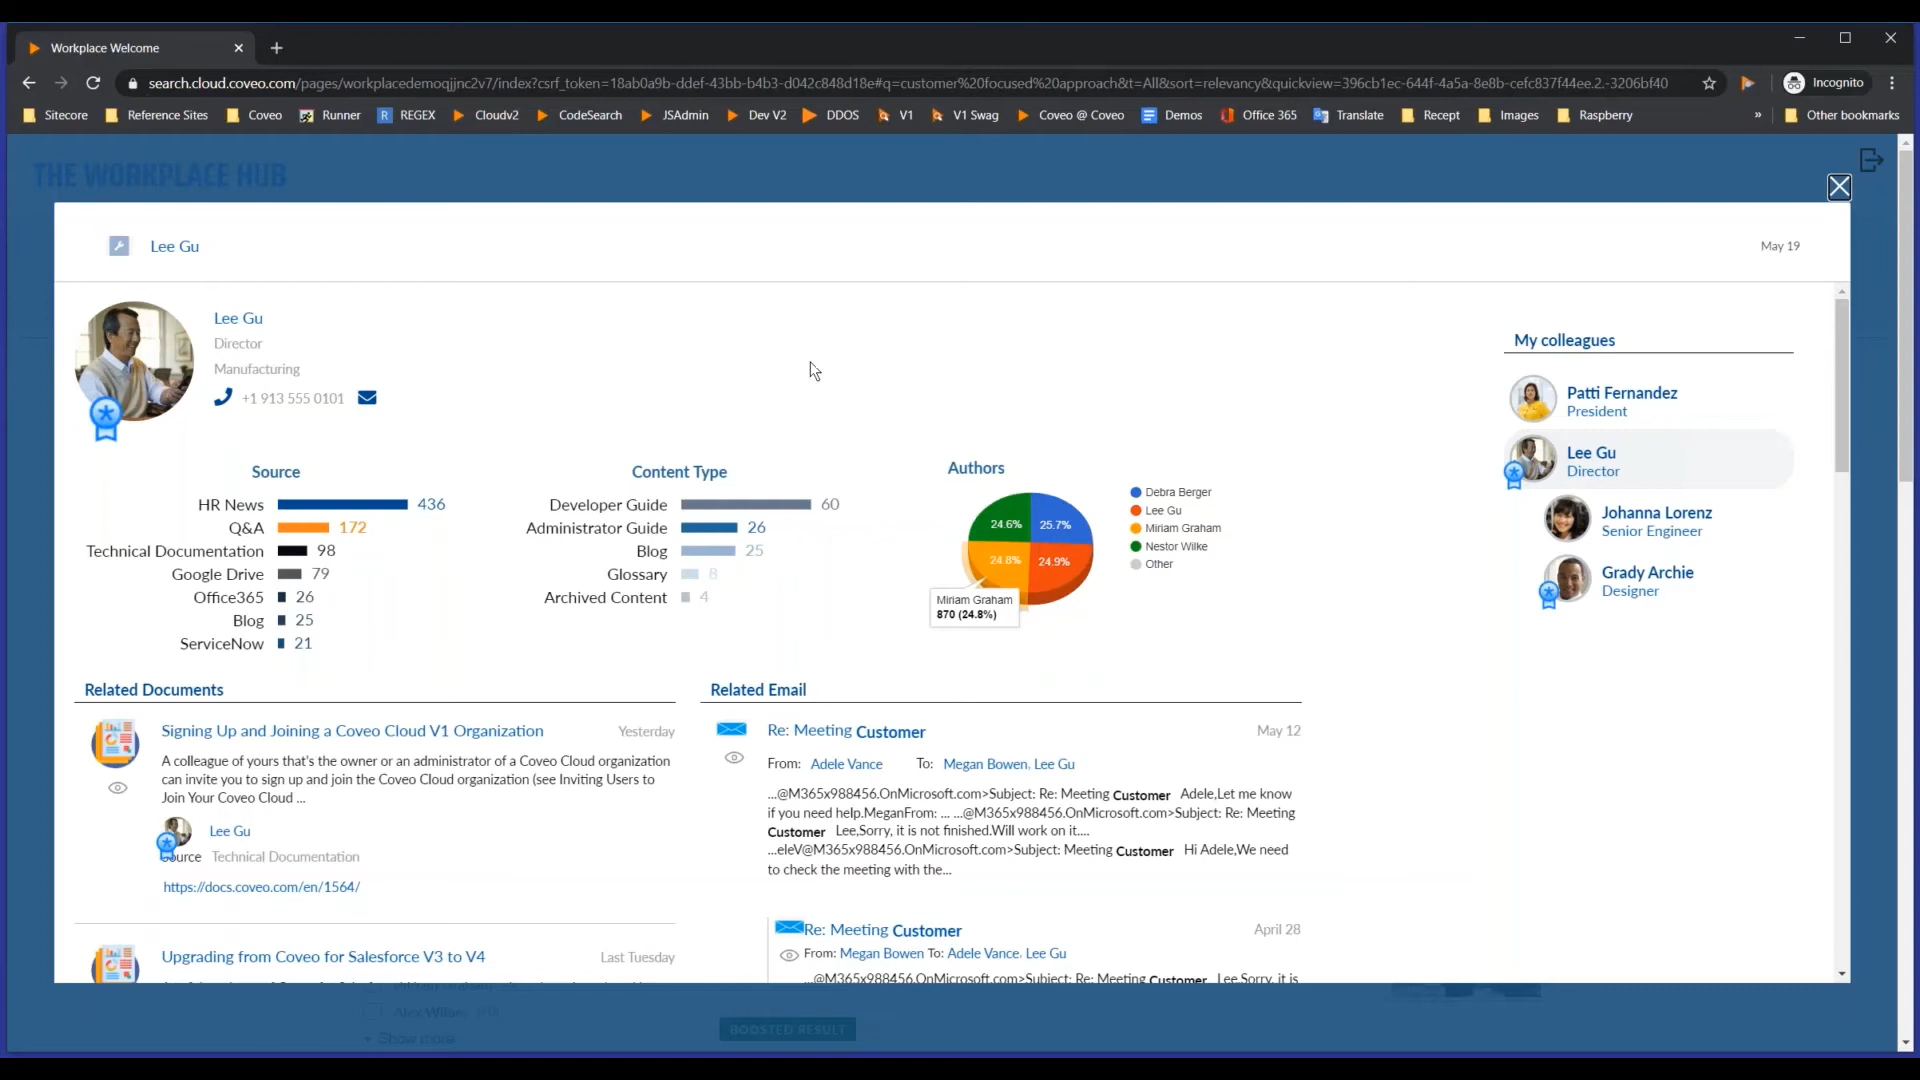 Workplace Welcome
search.cloud.coveo.com/pages/workplacedemoqjjnc2v7/index?csrf_token=18ab0a9b-ddef-43bb-b4b3-d042c848d18e#q=customer%20focused%20approach&t=All&sort=relevancy&quickview=396cb1ec-644f-4a5a-8e8b-cefc837f44ee.2.-3206bf40
Incognito
Sitecore Reference Sites Coveo Runner R REGEX Cloudv2 CodeSearch JSAdmin Dev V2 DDOS V1 V1 Swag Coveo @ Coveo Demos Office 365 Translate Recept Images Raspberry » Other bookmarks
THE WORKPLACE HUB
Lee Gu
May 19
Lee Gu
Director
Manufacturing
+1 913 555 0101
My colleagues
Patti Fernandez
President
Lee Gu
Director
Johanna Lorenz
Senior Engineer
Grady Archie
Designer
Source
HR News 436
Q&A 172
Technical Documentation 98
Google Drive 79
Office365 26
Blog 25
ServiceNow 21
Content Type
Developer Guide 60
Administrator Guide 26
Blog 25
Glossary 8
Archived Content 4
Authors
24.6% 25.7%
24.8% 24.9%
Miriam Graham
870 (24.8%)
Debra Berger
Lee Gu
Miriam Graham
Nestor Wilke
Other
Related Documents
Signing Up and Joining a Coveo Cloud V1 Organization Yesterday
A colleague of yours that's the owner or an administrator of a Coveo Cloud organization
can invite you to sign up and join the Coveo Cloud organization (see Inviting Users to
Join Your Coveo Cloud ...
Lee Gu
Source Technical Documentation
https://docs.coveo.com/en/1564/
Upgrading from Coveo for Salesforce V3 to V4 Last Tuesday
Related Email
Re: Meeting Customer May 12
From: Adele Vance To: Megan Bowen, Lee Gu
...@M365x988456.OnMicrosoft.com>Subject: Re: Meeting Customer Adele,Let me know
if you need help.MeganFrom: ... ...@M365x988456.OnMicrosoft.com>Subject: Re: Meeting
Customer Lee,Sorry, it is not finished.Will work on it....
...eleV@M365x988456.OnMicrosoft.com>Subject: Meeting Customer Hi Adele,We need
to check the meeting with the...
Re: Meeting Customer April 28
From: Megan Bowen To: Adele Vance, Lee Gu
...@M365x988456.OnMicrosoft.com>Subject: Re: Meeting Customer Lee,Sorry, it is
Alex Wilber
Show more
BOOSTED RESULT